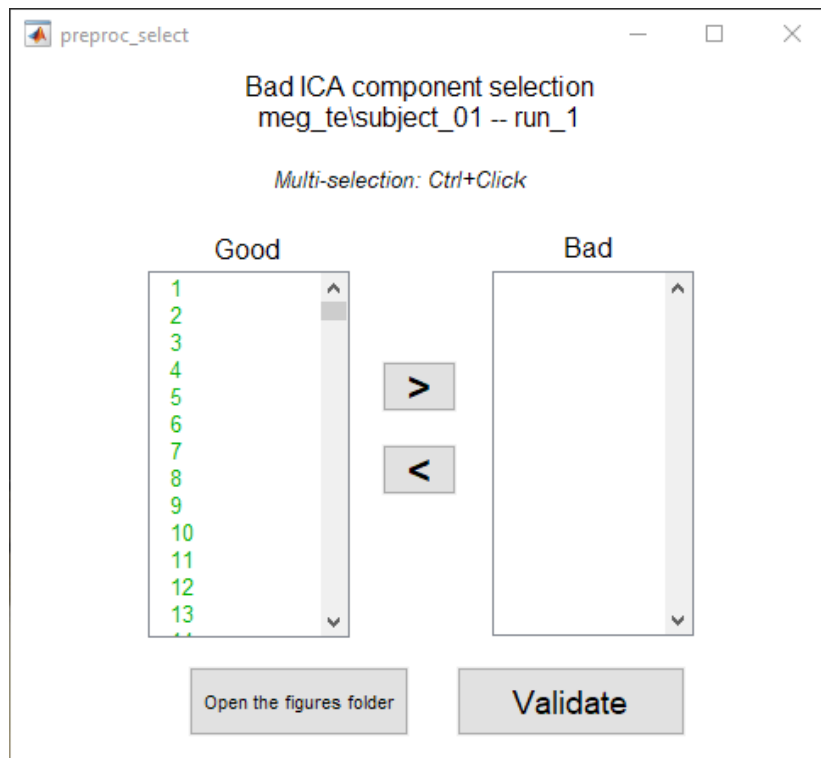 preproc_select
Bad ICA component selection
meg_te\subject_01 -- run_1
Multi-selection: Ctrl+Click
Good
Bad
1
2
3
4
5
6
7
8
9
10
11
12
13
>
<
Open the figures folder
Validate